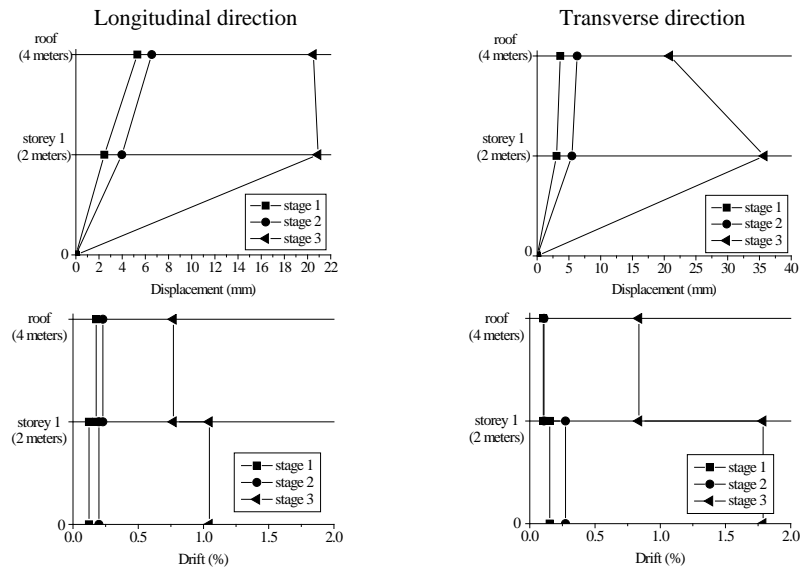 Longitudinal direction
roof
(4 meters)
storey 1
(2 meters)
0
stage 1
stage 2
stage 3
0 2 4 6 8 10 12 14 16 18 20 22
Displacement (mm)
Transverse direction
roof
(4 meters)
storey 1
(2 meters)
0
stage 1
stage 2
stage 3
0 5 10 15 20 25 30 35 40
Displacement (mm)
roof
(4 meters)
storey 1
(2 meters)
0
stage 1
stage 2
stage 3
0.0 0.5 1.0 1.5 2.0
Drift (%)
roof
(4 meters)
storey 1
(2 meters)
0
stage 1
stage 2
stage 3
0.0 0.5 1.0 1.5 2.0
Drift (%)